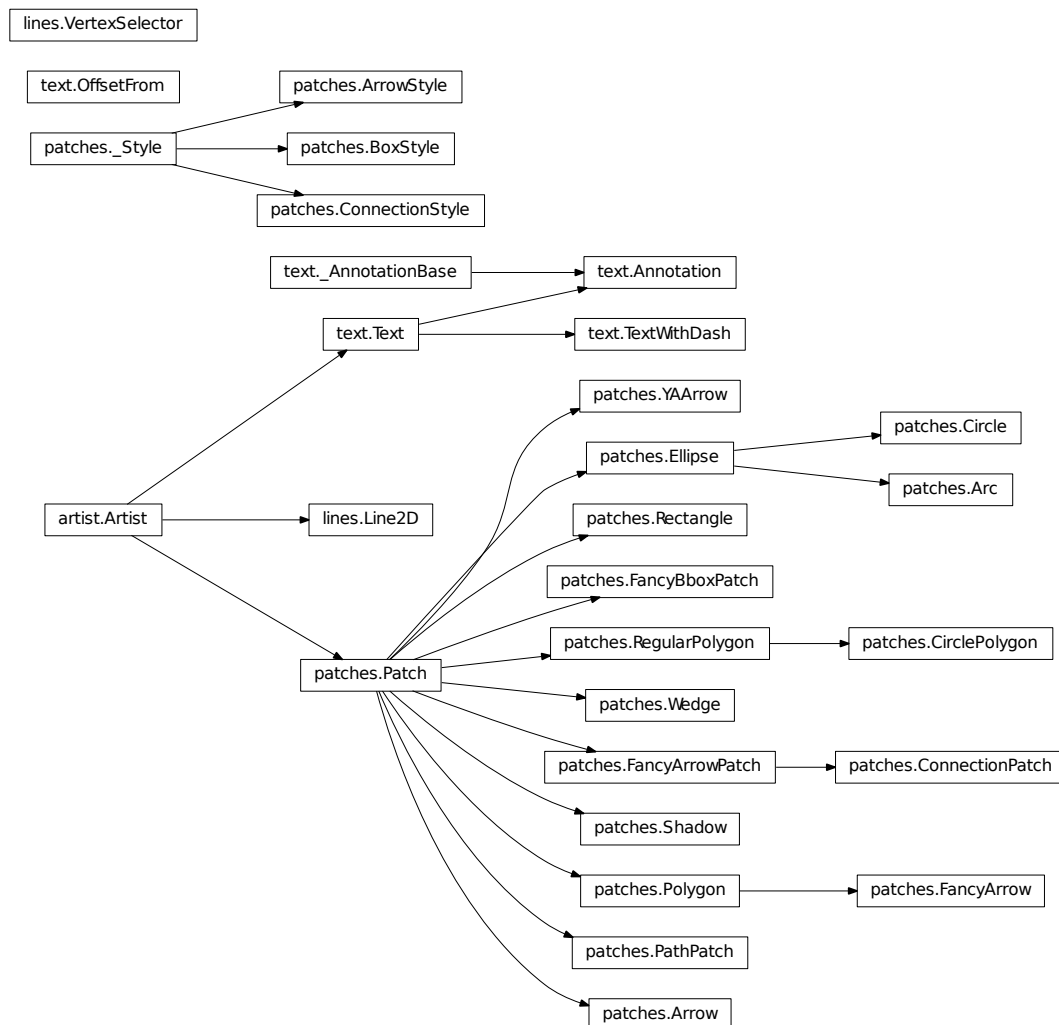 lines.VertexSelector
text.OffsetFrom
patches.ArrowStyle
patches._Style
patches.BoxStyle
patches.ConnectionStyle
text._AnnotationBase
text.Annotation
text.Text
text.TextWithDash
patches.YAArrow
patches.Circle
patches.Ellipse
patches.Arc
artist.Artist
lines.Line2D
patches.Rectangle
patches.FancyBboxPatch
patches.RegularPolygon
patches.CirclePolygon
patches.Patch
patches.Wedge
patches.FancyArrowPatch
patches.ConnectionPatch
patches.Shadow
patches.Polygon
patches.FancyArrow
patches.PathPatch
patches.Arrow